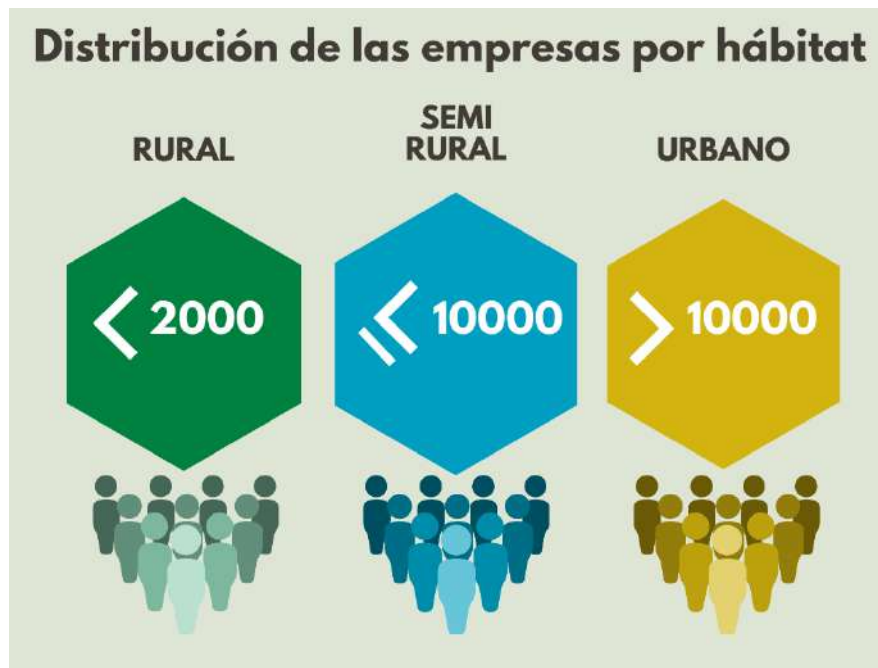 Distribución de las empresas por hábitat
RURAL
SEMI
RURAL
URBANO
< 2000
⩽ 10000
> 10000